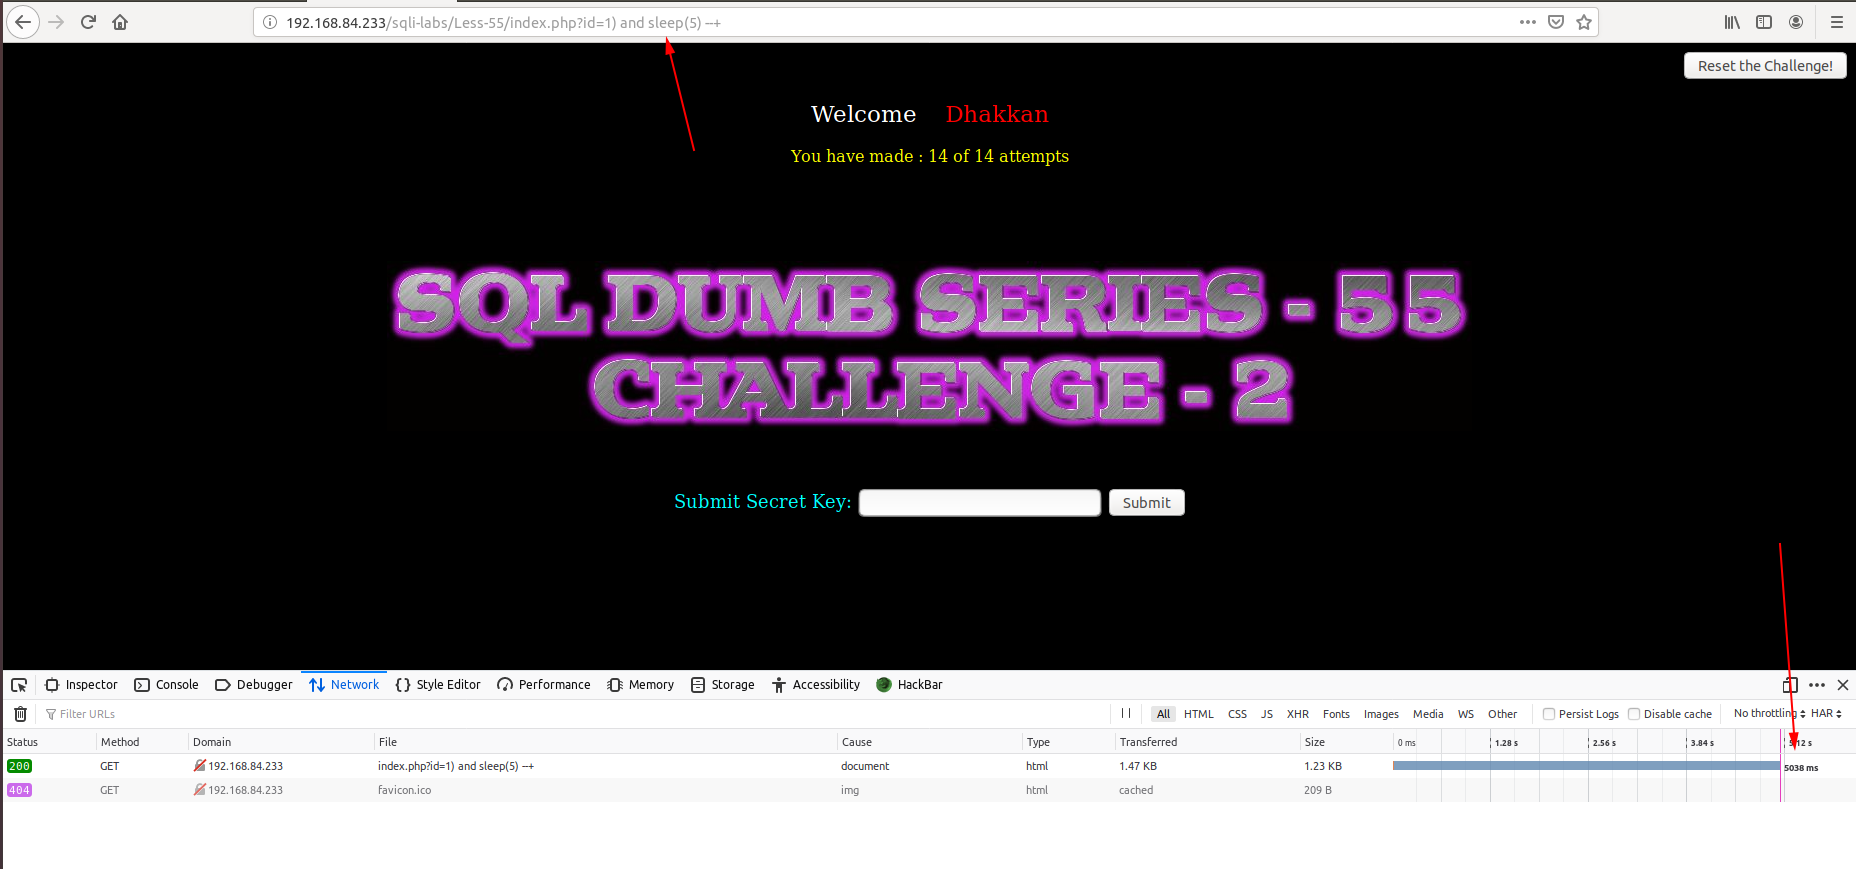 192.168.84.233/sqli-labs/Less-55/index.php?id=1) and sleep(5) --+
Reset the Challenge!
Welcome Dhakkan
You have made : 14 of 14 attempts
SQL DUMB SERIES - 55
CHALLENGE - 2
Submit Secret Key: Submit
Inspector Console Debugger Network Style Editor Performance Memory Storage Accessibility HackBar
Filter URLs All HTML CSS JS XHR Fonts Images Media WS Other Persist Logs Disable cache No throttling HAR
Status Method Domain File Cause Type Transferred Size 0 ms 1.28 s 2.56 s 3.84 s 5.12 s
200 GET 192.168.84.233 index.php?id=1) and sleep(5) --+ document html 1.47 KB 1.23 KB 5038 ms
404 GET 192.168.84.233 favicon.ico img html cached 209 B